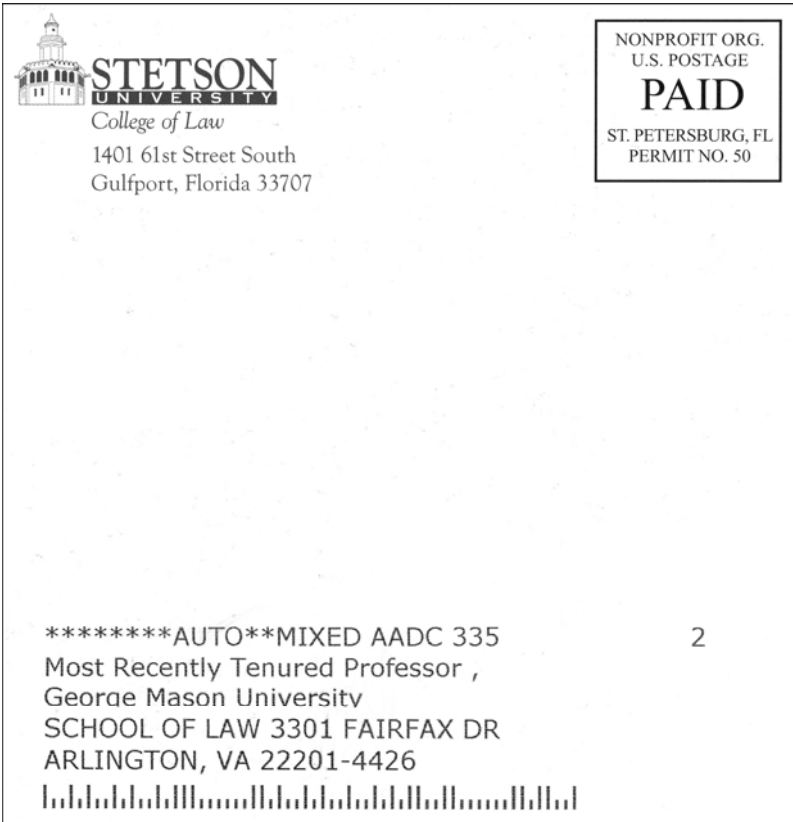 STETSON
UNIVERSITY
College of Law
1401 61st Street South
Gulfport, Florida 33707
NONPROFIT ORG.
U.S. POSTAGE
PAID
ST. PETERSBURG, FL
PERMIT NO. 50
********AUTO**MIXED AADC 335 2
Most Recently Tenured Professor ,
George Mason University
SCHOOL OF LAW 3301 FAIRFAX DR
ARLINGTON, VA 22201-4426